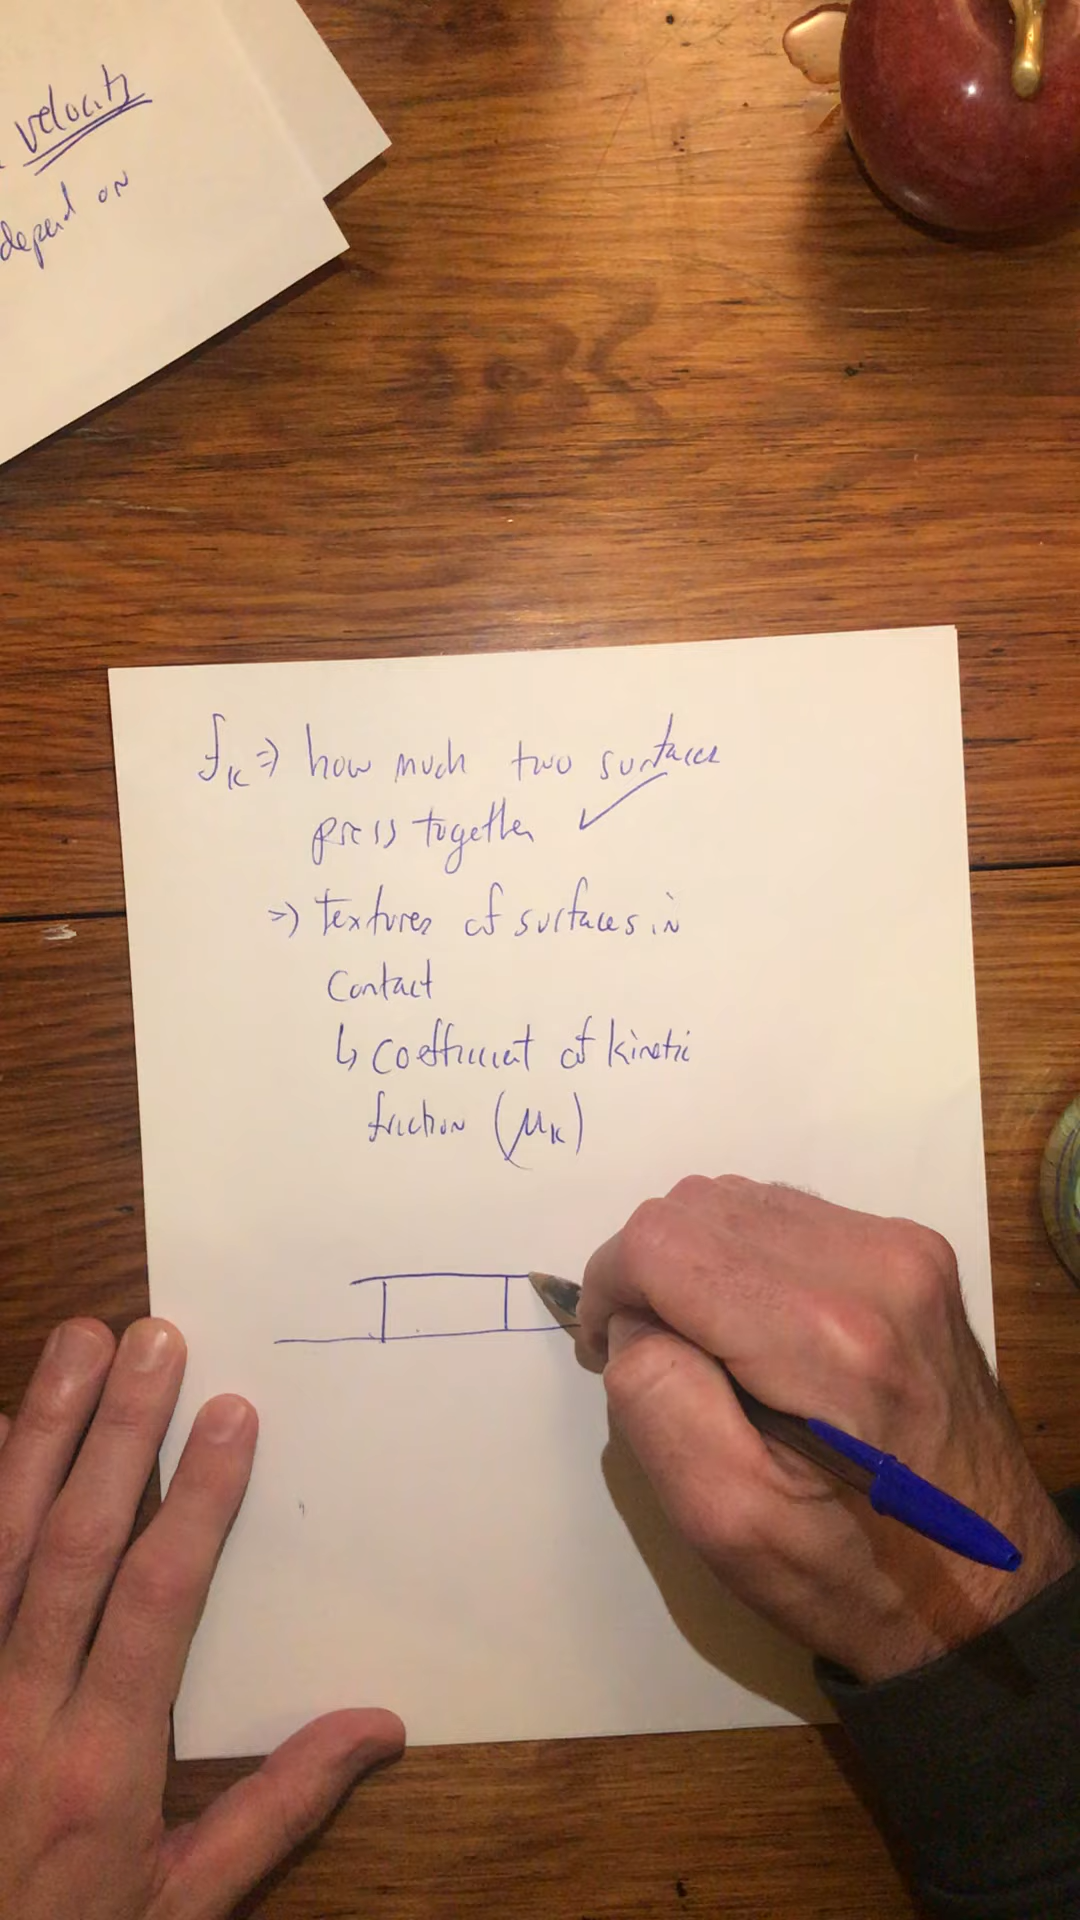 velocity
depend on
fk => how much two surfaces
press together ✓
=> textures of surfaces in
contact
↳ coefficient of kinetic
friction (μk)